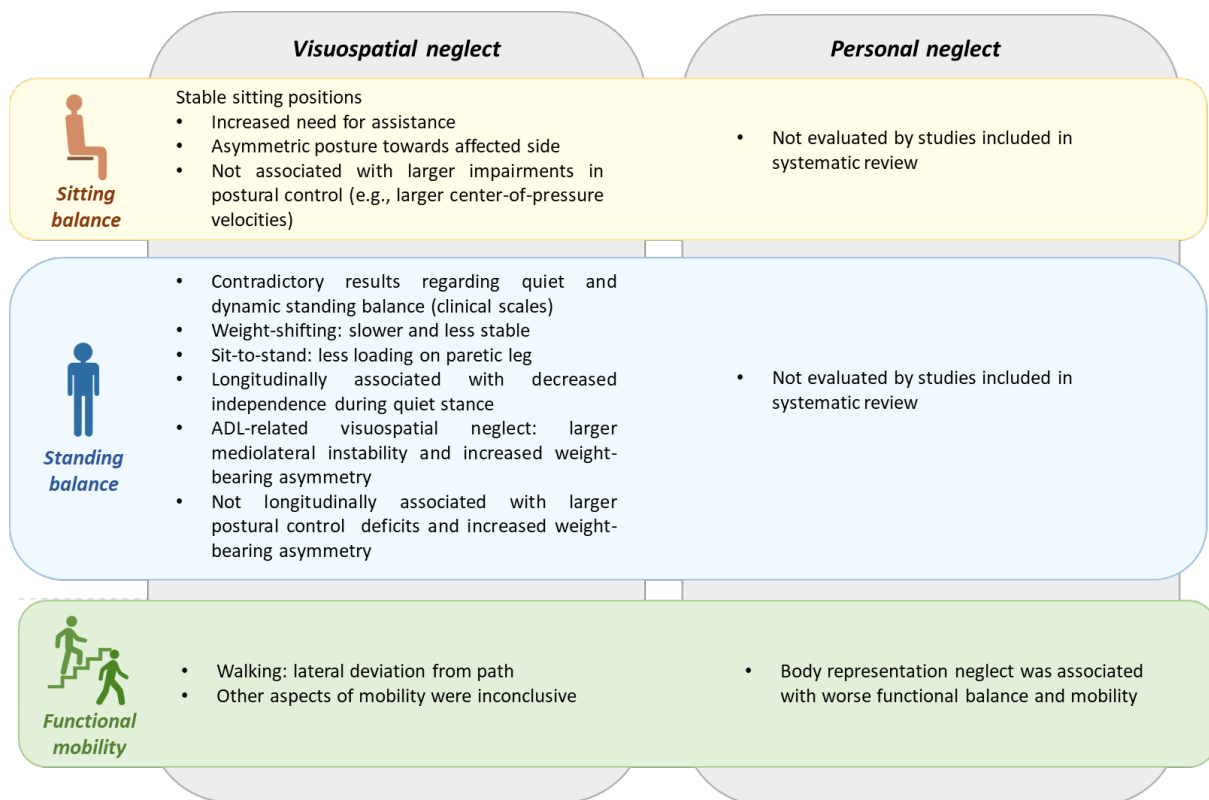 Visuospatial neglect
Personal neglect
Sitting
balance
Stable sitting positions
• Increased need for assistance
• Asymmetric posture towards affected side
• Not associated with larger impairments in
postural control (e.g., larger center-of-pressure
velocities)
• Not evaluated by studies included in
systematic review
Standing
balance
• Contradictory results regarding quiet and
dynamic standing balance (clinical scales)
• Weight-shifting: slower and less stable
• Sit-to-stand: less loading on paretic leg
• Longitudinally associated with decreased
independence during quiet stance
• ADL-related visuospatial neglect: larger
mediolateral instability and increased weight-
bearing asymmetry
• Not longitudinally associated with larger
postural control deficits and increased weight-
bearing asymmetry
• Not evaluated by studies included in
systematic review
Functional
mobility
• Walking: lateral deviation from path
• Other aspects of mobility were inconclusive
• Body representation neglect was associated
with worse functional balance and mobility